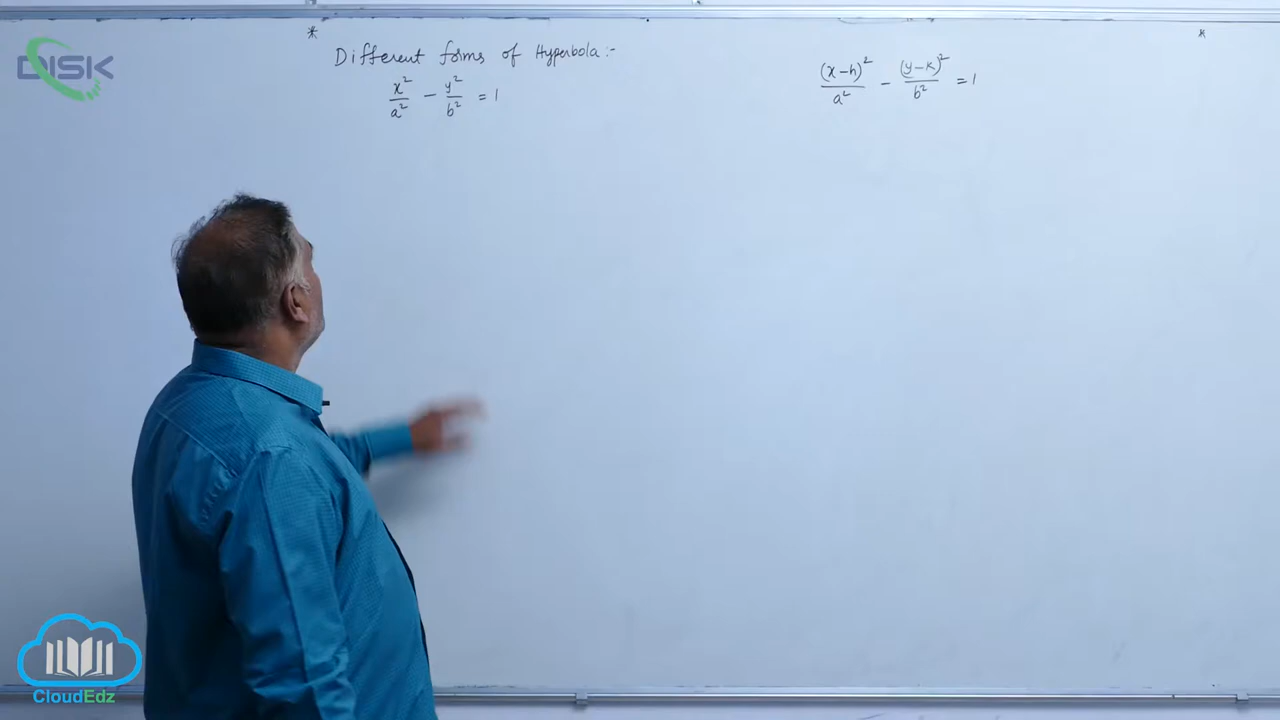 DISK
Different forms of Hyperbola :-
x²/a² - y²/b² = 1
(x-h)²/a² - (y-k)²/b² = 1
CloudEdz